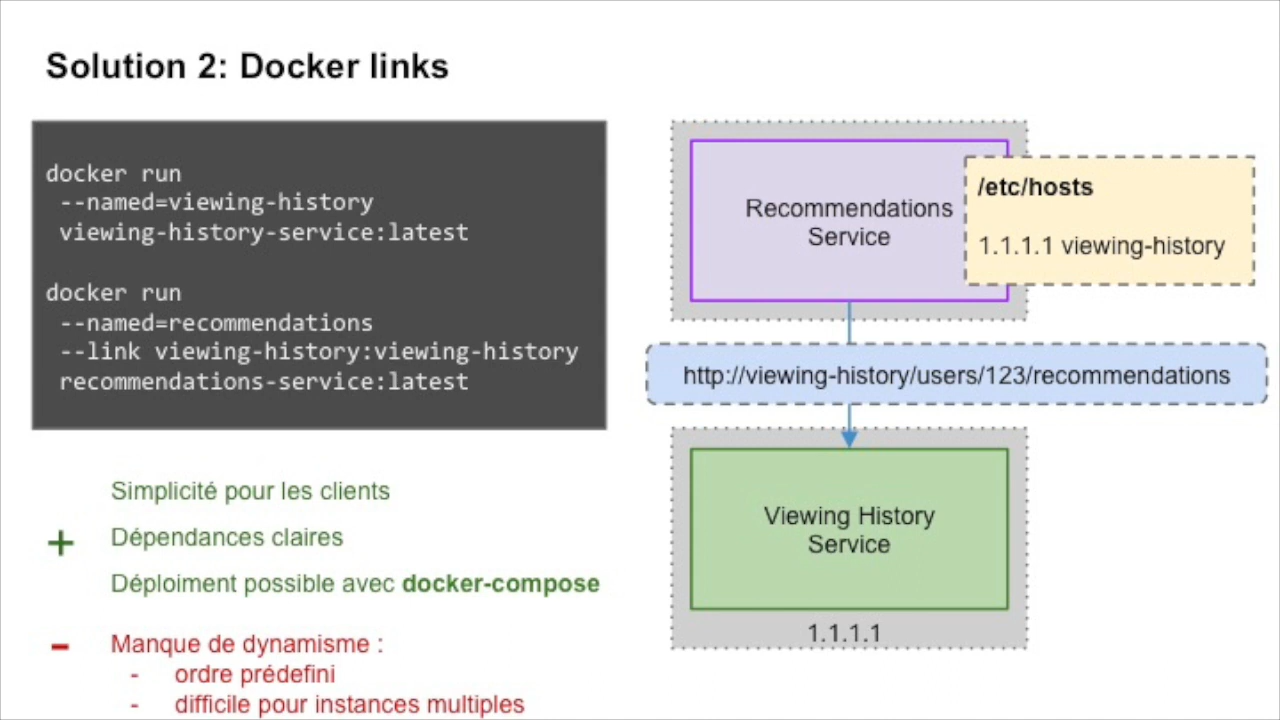 Solution 2: Docker links
docker run
--named=viewing-history
viewing-history-service:latest
docker run
--named=recommendations
--link viewing-history:viewing-history
recommendations-service:latest
Simplicité pour les clients
+ Dépendances claires
Déploiment possible avec docker-compose
- Manque de dynamisme :
- ordre prédefini
- difficile pour instances multiples
Recommendations
Service
/etc/hosts
1.1.1.1 viewing-history
http://viewing-history/users/123/recommendations
Viewing History
Service
1.1.1.1